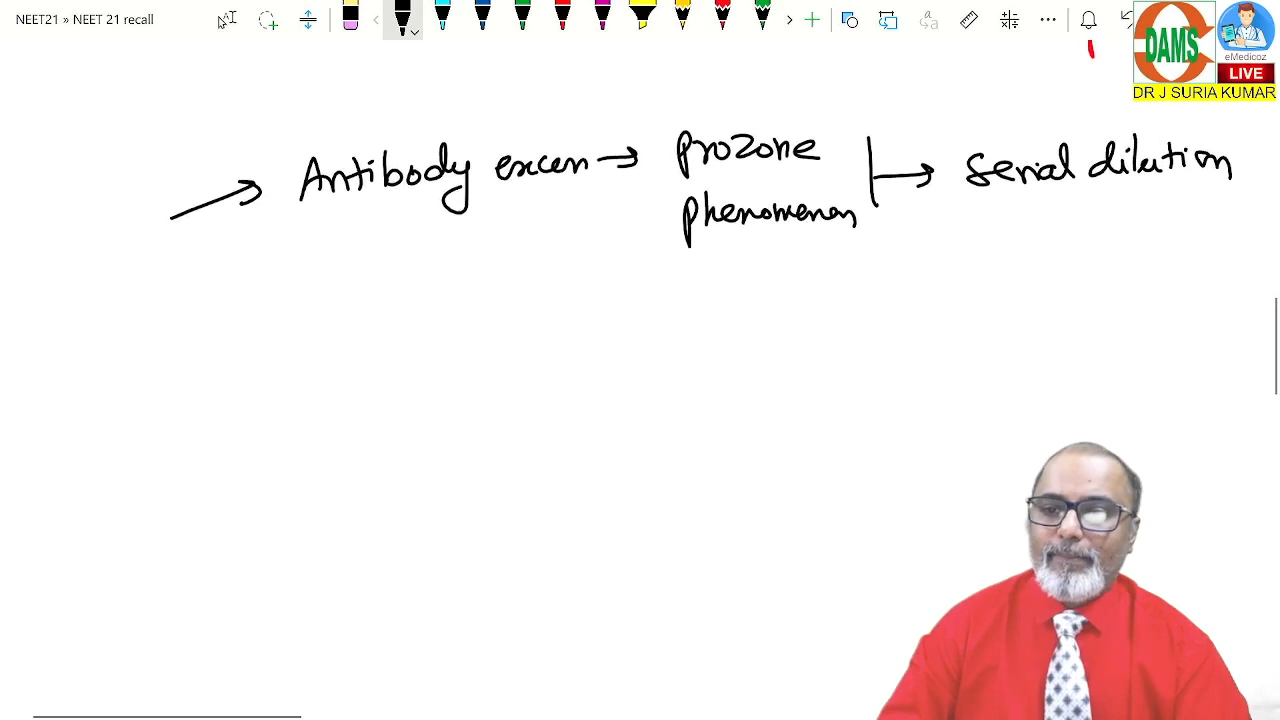 NEET21 » NEET 21 recall
DAMS
eMedicoz
LIVE
DR J SURIA KUMAR
Antibody excess → prozone phenomenon → serial dilution